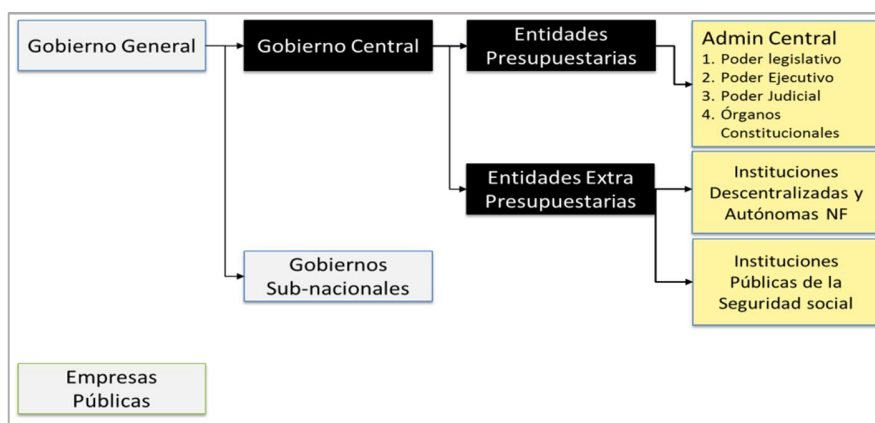 Gobierno General
Gobierno Central
Entidades
Presupuestarias
Admin Central
1. Poder legislativo
2. Poder Ejecutivo
3. Poder Judicial
4. Órganos
Constitucionales
Entidades Extra
Presupuestarias
Instituciones
Descentralizadas y
Autónomas NF
Gobiernos
Sub-nacionales
Instituciones
Públicas de la
Seguridad social
Empresas
Públicas